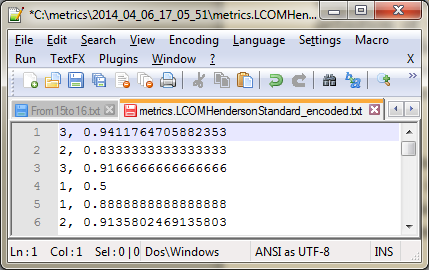 *C:\metrics\2014_04_06_17_05_51\metrics.LCOMHen...
File Edit Search View Encoding Language Settings Macro
Run TextFX Plugins Window ? X
From15to16.txt metrics.LCOMHendersonStandard_encoded.txt
1 3, 0.9411764705882353
2 2, 0.8333333333333333
3 3, 0.9166666666666666
4 1, 0.5
5 1, 0.8888888888888888
6 2, 0.9135802469135803
Ln : 1 Col : 1 Sel : 0 | 0 Dos\Windows ANSI as UTF-8 INS